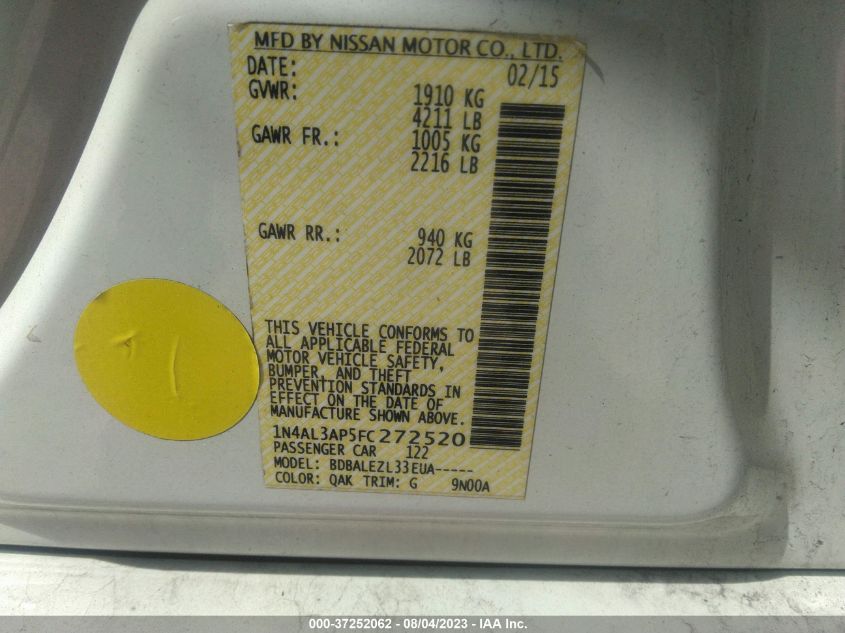 MFD BY NISSAN MOTOR CO., LTD.
DATE: 02/15
GVWR: 1910 KG
4211 LB
GAWR FR.: 1005 KG
2216 LB
GAWR RR.: 940 KG
2072 LB
THIS VEHICLE CONFORMS TO
ALL APPLICABLE FEDERAL
MOTOR VEHICLE SAFETY,
BUMPER, AND THEFT
PREVENTION STANDARDS IN
EFFECT ON THE DATE OF
MANUFACTURE SHOWN ABOVE.
1N4AL3AP5FC272520
PASSENGER CAR 122
MODEL: BDBALEZL33EUA-----
COLOR: QAK TRIM: G 9N00A
000-37252062 - 08/04/2023 - IAA Inc.